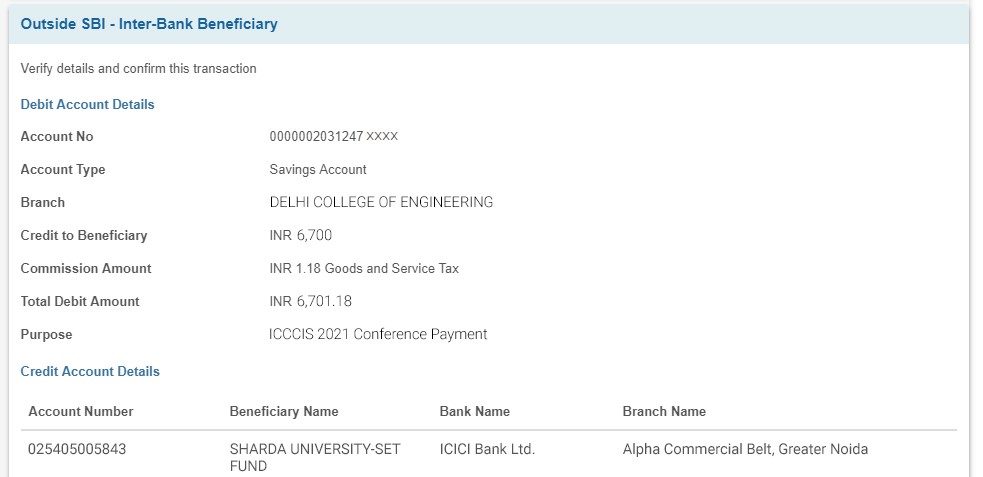 Outside SBI - Inter-Bank Beneficiary
Verify details and confirm this transaction
Debit Account Details
Account No 0000002031247 XXXX
Account Type Savings Account
Branch DELHI COLLEGE OF ENGINEERING
Credit to Beneficiary INR 6,700
Commission Amount INR 1.18 Goods and Service Tax
Total Debit Amount INR 6,701.18
Purpose ICCCIS 2021 Conference Payment
Credit Account Details
Account Number Beneficiary Name Bank Name Branch Name
025405005843 SHARDA UNIVERSITY-SET ICICI Bank Ltd. Alpha Commercial Belt, Greater Noida
FUND